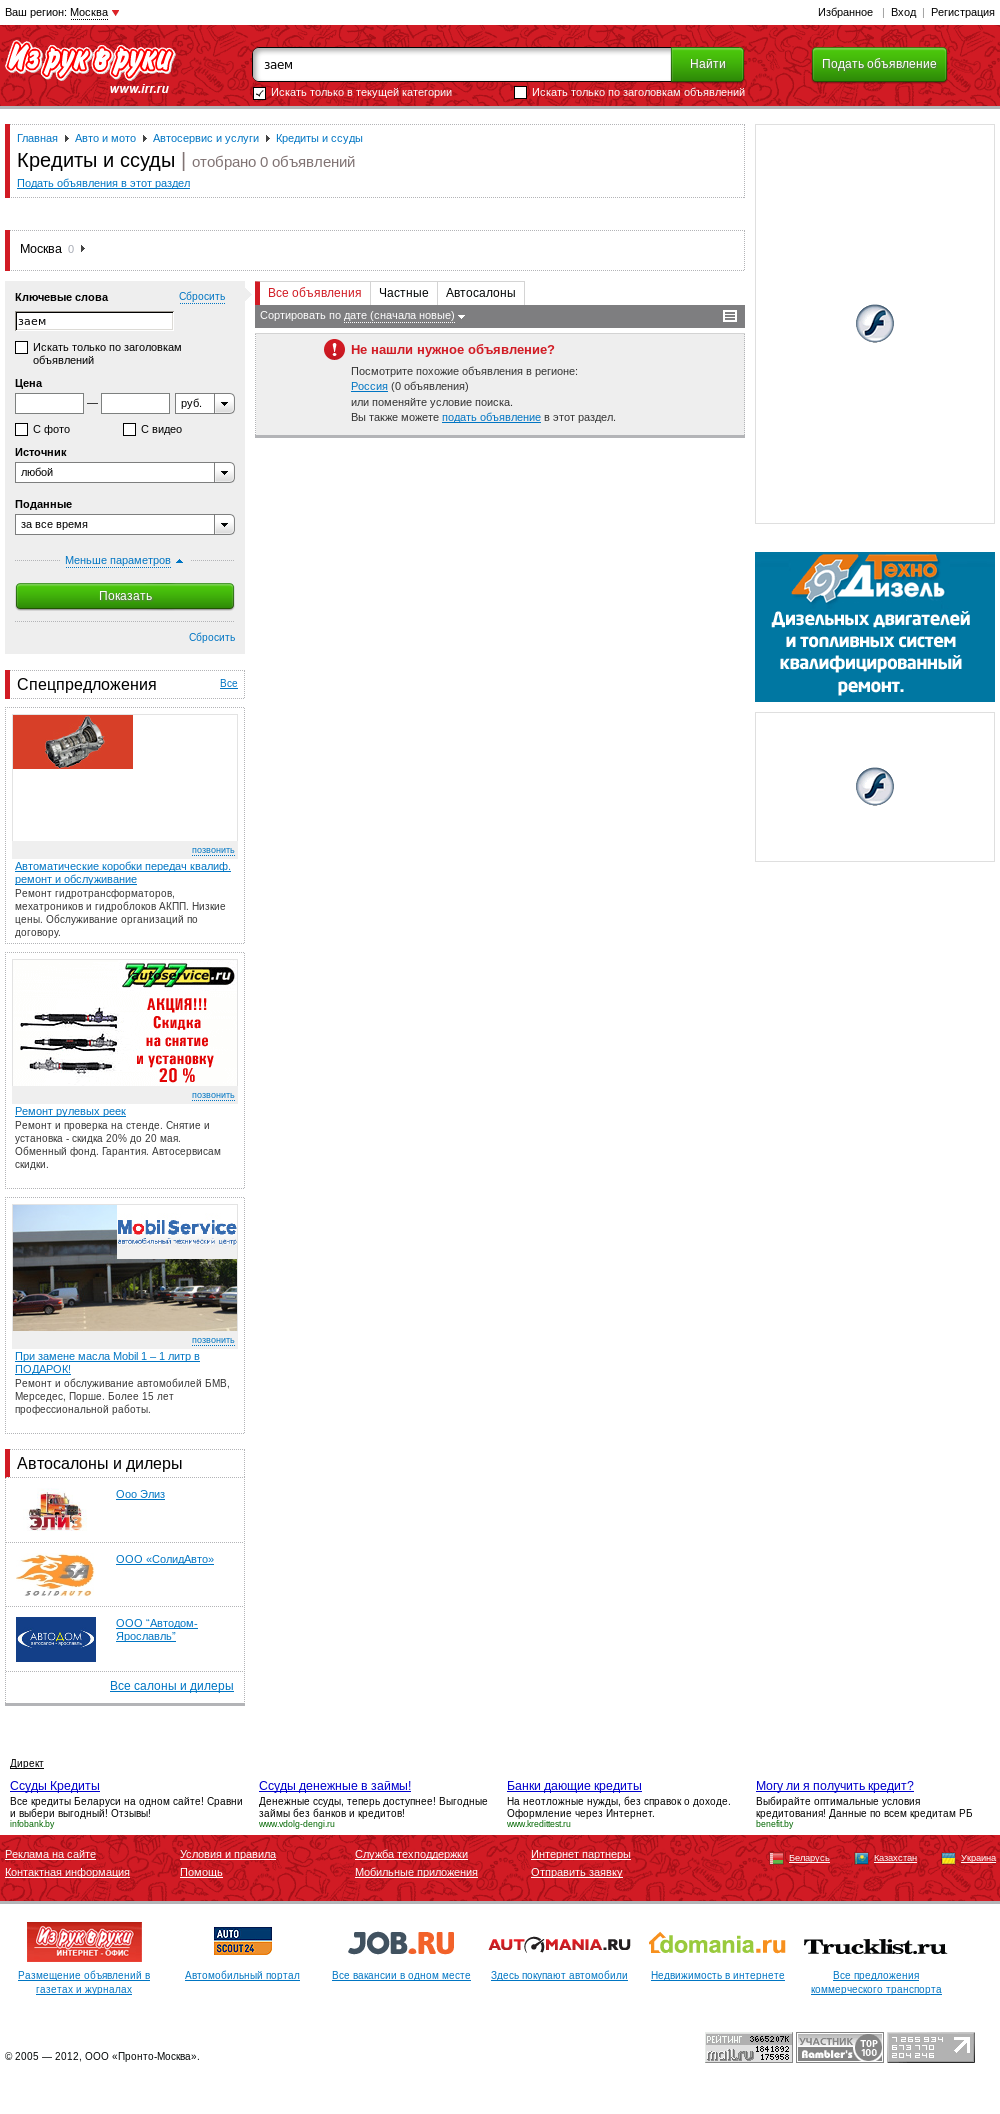 Ваш регион: Москва
Избранное | Вход | Регистрация
Из рук в руки
www.irr.ru
заем
Найти
Подать объявление
Искать только в текущей категории
Искать только по заголовкам объявлений
Главная Авто и мото Автосервис и услуги Кредиты и ссуды
Кредиты и ссуды | отобрано 0 объявлений
Подать объявления в этот раздел
Москва 0
Ключевые слова
Сбросить
заем
Искать только по заголовкам
объявлений
Цена
— руб.
С фото
С видео
Источник
любой
Поданные
за все время
Меньше параметров
Показать
Сбросить
Все объявления
Частные
Автосалоны
Сортировать по дате (сначала новые)
Не нашли нужное объявление?
Посмотрите похожие объявления в регионе:
Россия (0 объявления)
или поменяйте условие поиска.
Вы также можете подать объявление в этот раздел.
Техно
Дизель
Дизельных двигателей
и топливных систем
квалифицированный
ремонт.
Спецпредложения
Все
позвонить
Автоматические коробки передач квалиф.
ремонт и обслуживание
Ремонт гидротрансформаторов,
мехатроников и гидроблоков АКПП. Низкие
цены. Обслуживание организаций по
договору.
777autoservice.ru
АКЦИЯ!!!
Скидка
на снятие
и установку
20 %
позвонить
Ремонт рулевых реек
Ремонт и проверка на стенде. Снятие и
установка - скидка 20% до 20 мая.
Обменный фонд. Гарантия. Автосервисам
скидки.
Mobil Service
автомобильный технический центр
позвонить
При замене масла Mobil 1 – 1 литр в
ПОДАРОК!
Ремонт и обслуживание автомобилей БМВ,
Мерседес, Порше. Более 15 лет
профессиональной работы.
Автосалоны и дилеры
ЭЛИЗ
Ооо Элиз
SA
SOLIDAUTO
ООО «СолидАвто»
АВТОДОМ
автосалон • ярославль
ООО "Автодом-
Ярославль"
Все салоны и дилеры
Директ
Ссуды Кредиты
Все кредиты Беларуси на одном сайте! Сравни
и выбери выгодный! Отзывы!
infobank.by
Ссуды денежные в займы!
Денежные ссуды, теперь доступнее! Выгодные
займы без банков и кредитов!
www.vdolg-dengi.ru
Банки дающие кредиты
На неотложные нужды, без справок о доходе.
Оформление через Интернет.
www.kredittest.ru
Могу ли я получить кредит?
Выбирайте оптимальные условия
кредитования! Данные по всем кредитам РБ
benefit.by
Реклама на сайте
Условия и правила
Служба техподдержки
Интернет партнеры
Беларусь
Казахстан
Украина
Контактная информация
Помощь
Мобильные приложения
Отправить заявку
Из рук в руки
ИНТЕРНЕТ - ОФИС
AUTO
SCOUT24
JOB.RU
AUTOMANIA.RU
domania.ru
Trucklist.ru
Размещение объявлений в
газетах и журналах
Автомобильный портал
Все вакансии в одном месте
Здесь покупают автомобили
Недвижимость в интернете
Все предложения
коммерческого транспорта
© 2005 — 2012, ООО «Пронто-Москва».
РЕЙТИНГ 3665207К
mail.ru 1841892
175958
УЧАСТНИК
Rambler's
TOP
100
7265934
673770
204246